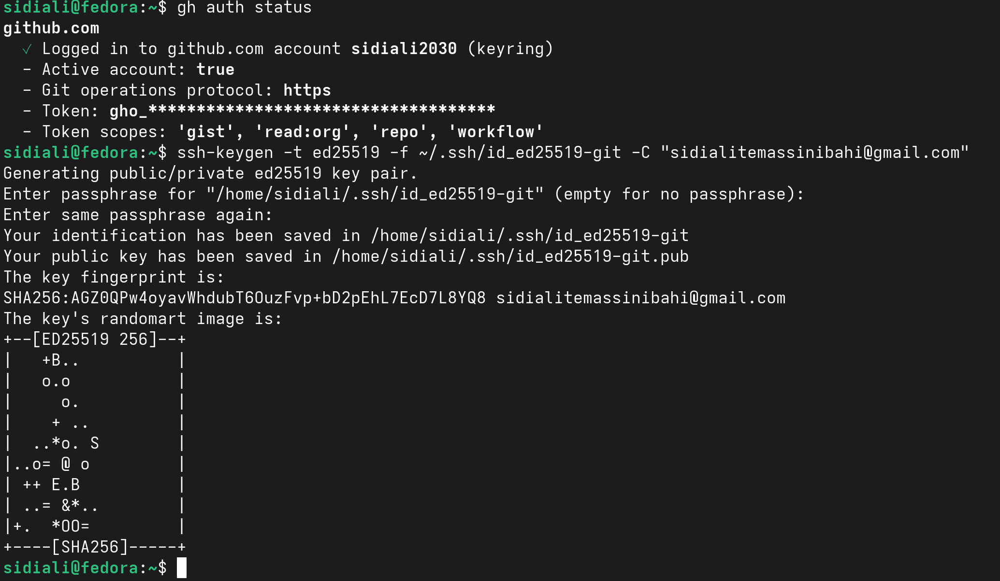 sidiali@fedora:~$ gh auth status
github.com
  ✓ Logged in to github.com account sidiali2030 (keyring)
  - Active account: true
  - Git operations protocol: https
  - Token: gho_************************************
  - Token scopes: 'gist', 'read:org', 'repo', 'workflow'
sidiali@fedora:~$ ssh-keygen -t ed25519 -f ~/.ssh/id_ed25519-git -C "sidialitemassinibahi@gmail.com"
Generating public/private ed25519 key pair.
Enter passphrase for "/home/sidiali/.ssh/id_ed25519-git" (empty for no passphrase):
Enter same passphrase again:
Your identification has been saved in /home/sidiali/.ssh/id_ed25519-git
Your public key has been saved in /home/sidiali/.ssh/id_ed25519-git.pub
The key fingerprint is:
SHA256:AGZ0QPw4oyavWhdubT6OuzFvp+bD2pEhL7EcD7L8YQ8 sidialitemassinibahi@gmail.com
The key's randomart image is:
+--[ED25519 256]--+
|   +B..          |
|   o.o           |
|     o.          |
|    + ..         |
|  ..*o. S        |
|..o= @ o         |
| ++ E.B          |
| ..= &*..        |
|+.  *OO=         |
+----[SHA256]-----+
sidiali@fedora:~$